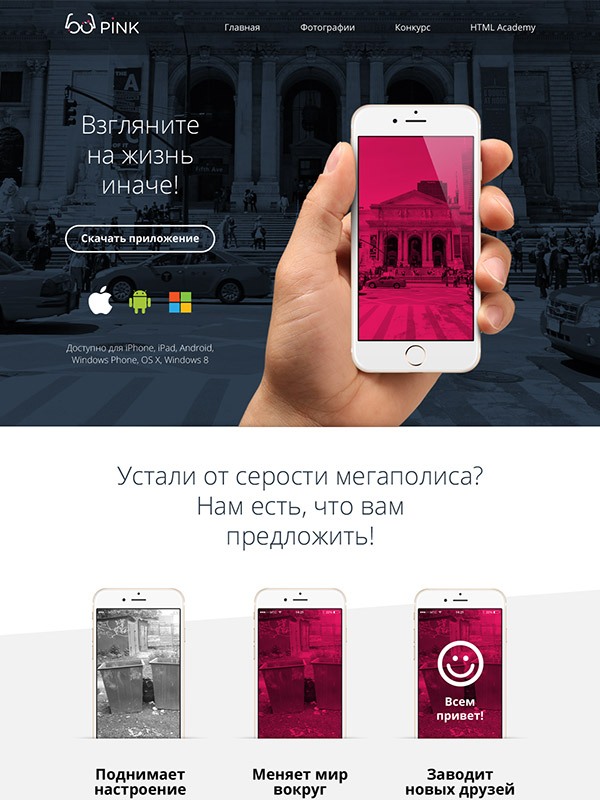 PINK
Главная
Фотографии
Конкурс
HTML Academy
Взгляните
на жизнь
иначе!
Скачать приложение
Доступно для iPhone, iPad, Android,
Windows Phone, OS X, Windows 8
Устали от серости мегаполиса?
Нам есть, что вам
предложить!
Всем
привет!
Поднимает
настроение
Меняет мир
вокруг
Заводит
новых друзей